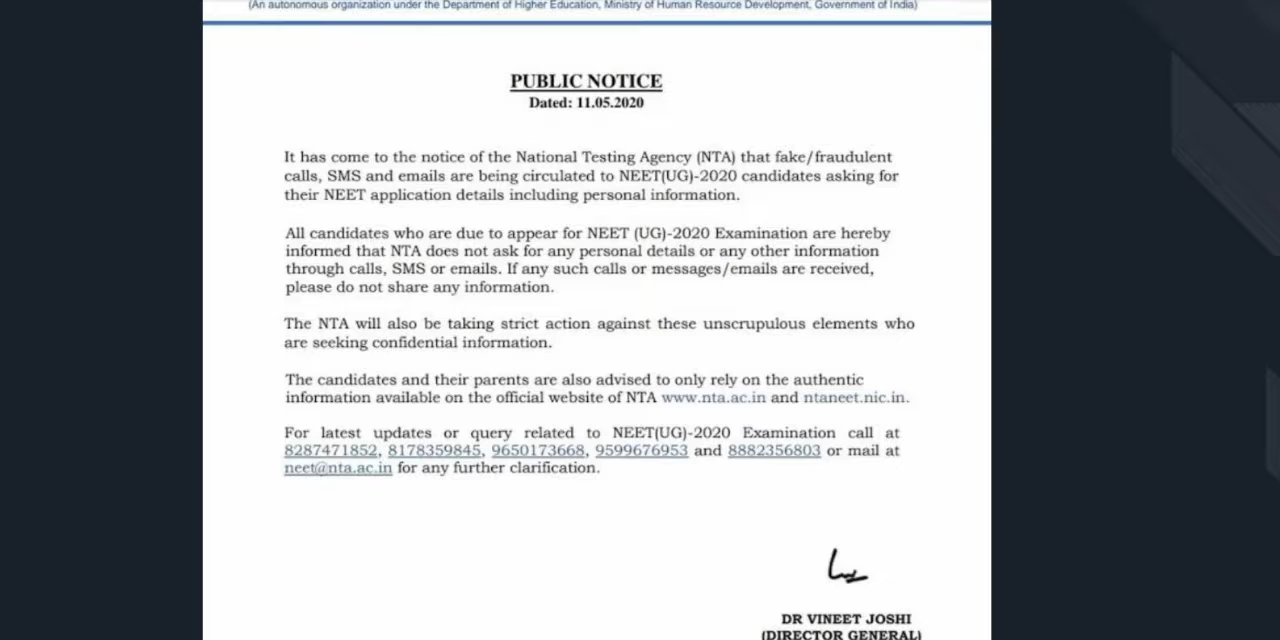 (An autonomous organization under the Department of Higher Education, Ministry of Human Resource Development, Government of India)
PUBLIC NOTICE
Dated: 11.05.2020
It has come to the notice of the National Testing Agency (NTA) that fake/fraudulent
calls, SMS and emails are being circulated to NEET(UG)-2020 candidates asking for
their NEET application details including personal information.
All candidates who are due to appear for NEET (UG)-2020 Examination are hereby
informed that NTA does not ask for any personal details or any other information
through calls, SMS or emails. If any such calls or messages/emails are received,
please do not share any information.
The NTA will also be taking strict action against these unscrupulous elements who
are seeking confidential information.
The candidates and their parents are also advised to only rely on the authentic
information available on the official website of NTA www.nta.ac.in and ntaneet.nic.in.
For latest updates or query related to NEET(UG)-2020 Examination call at
8287471852, 8178359845, 9650173668, 9599676953 and 8882356803 or mail at
neet@nta.ac.in for any further clarification.
DR VINEET JOSHI
(DIRECTOR GENERAL)